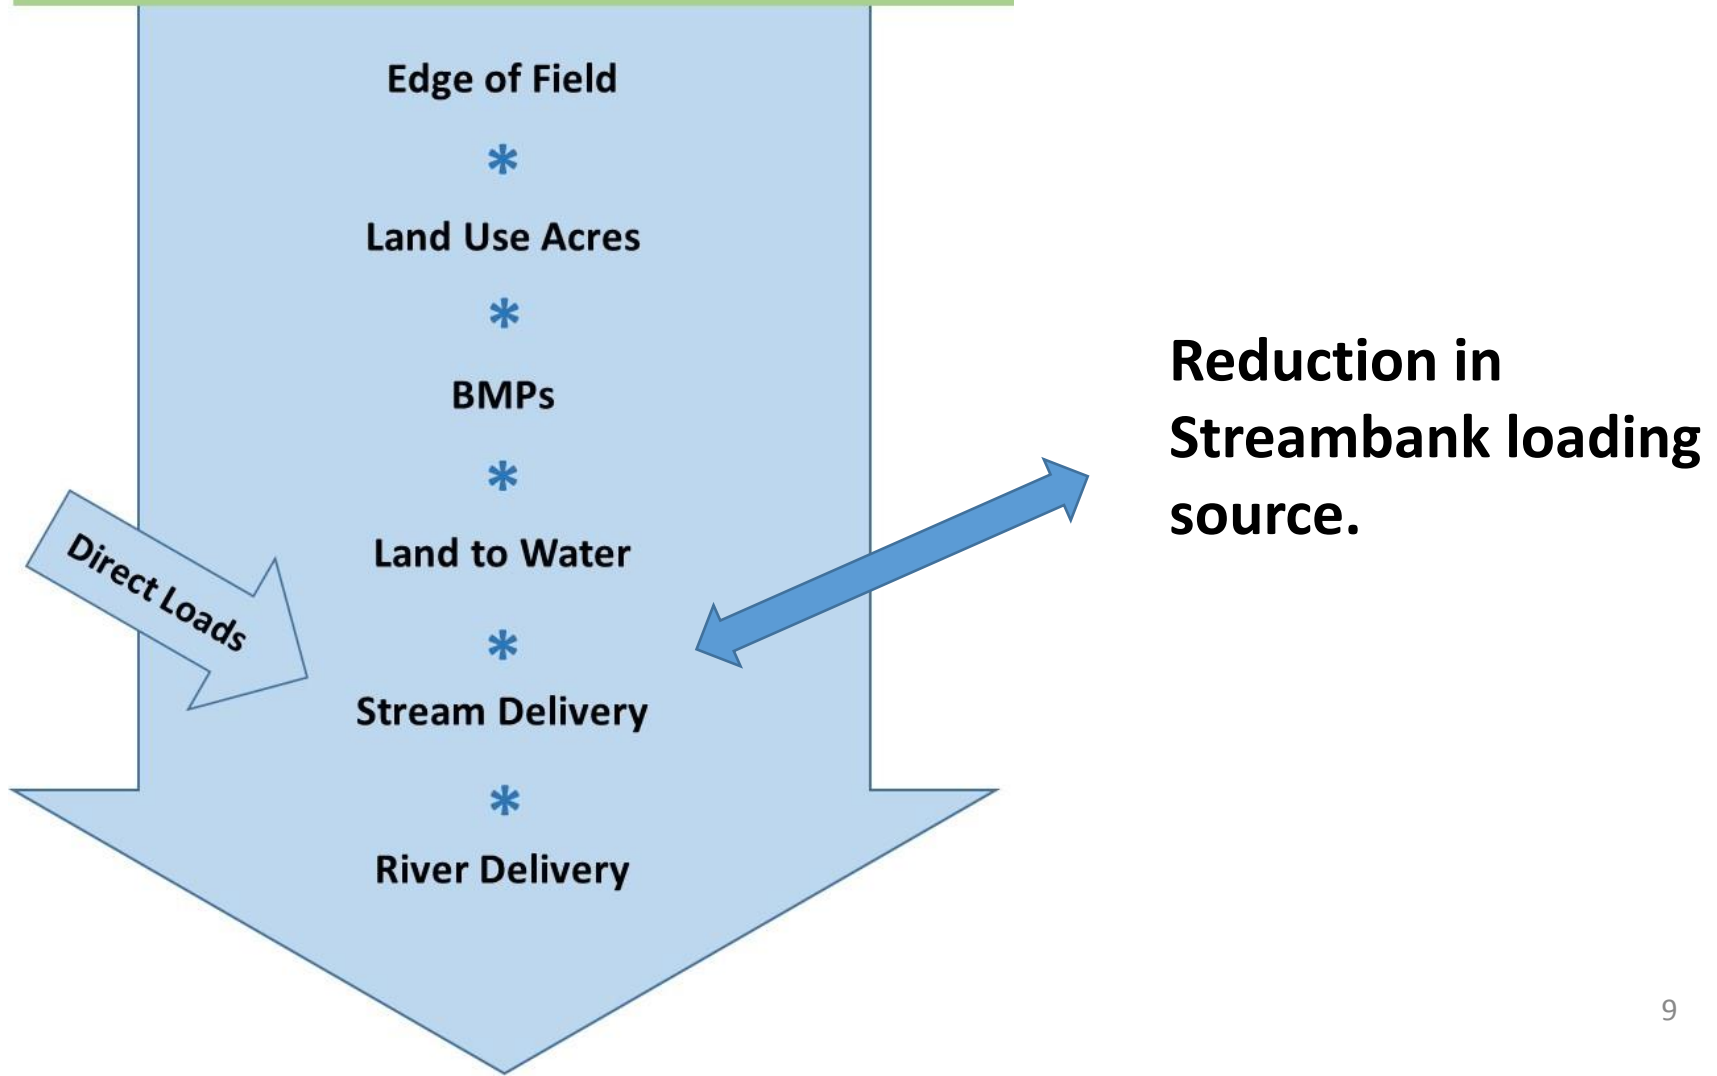 Edge of Field
*
Land Use Acres
*
BMPs
*
Land to Water
*
Direct Loads
Stream Delivery
*
River Delivery
Reduction in
Streambank loading
source.
9